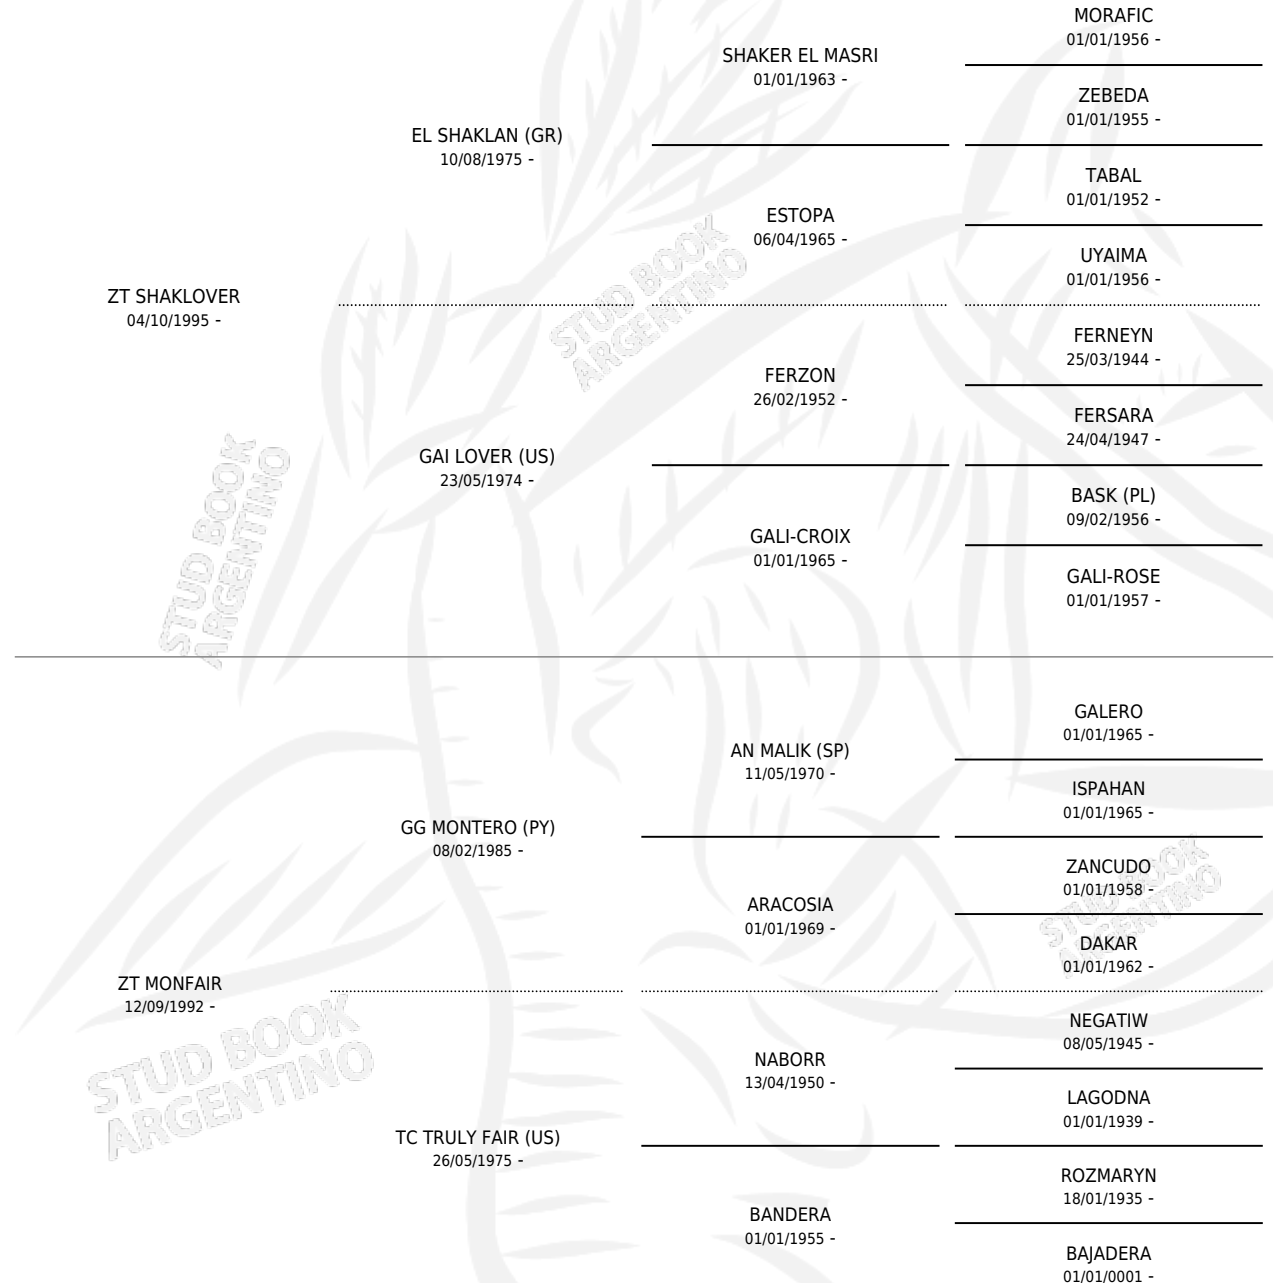 MORAFIC
01/01/1956 -
SHAKER EL MASRI
01/01/1963 -
ZEBEDA
01/01/1955 -
EL SHAKLAN (GR)
10/08/1975 -
TABAL
01/01/1952 -
ESTOPA
06/04/1965 -
UYAIMA
01/01/1956 -
ZT SHAKLOVER
04/10/1995 -
FERNEYN
25/03/1944 -
FERZON
26/02/1952 -
FERSARA
24/04/1947 -
GAI LOVER (US)
23/05/1974 -
BASK (PL)
09/02/1956 -
GALI-CROIX
01/01/1965 -
GALI-ROSE
01/01/1957 -
STUD BOOK
ARGENTINO
STUD BOOK
ARGENTINO
GALERO
01/01/1965 -
AN MALIK (SP)
11/05/1970 -
ISPAHAN
01/01/1965 -
GG MONTERO (PY)
08/02/1985 -
ZANCUDO
01/01/1958 -
ARACOSIA
01/01/1969 -
DAKAR
01/01/1962 -
ZT MONFAIR
12/09/1992 -
NEGATIW
08/05/1945 -
NABORR
13/04/1950 -
LAGODNA
01/01/1939 -
TC TRULY FAIR (US)
26/05/1975 -
ROZMARYN
18/01/1935 -
BANDERA
01/01/1955 -
BAJADERA
01/01/0001 -
STUD BOOK
ARGENTINO
STUD BOOK
ARGENTINO